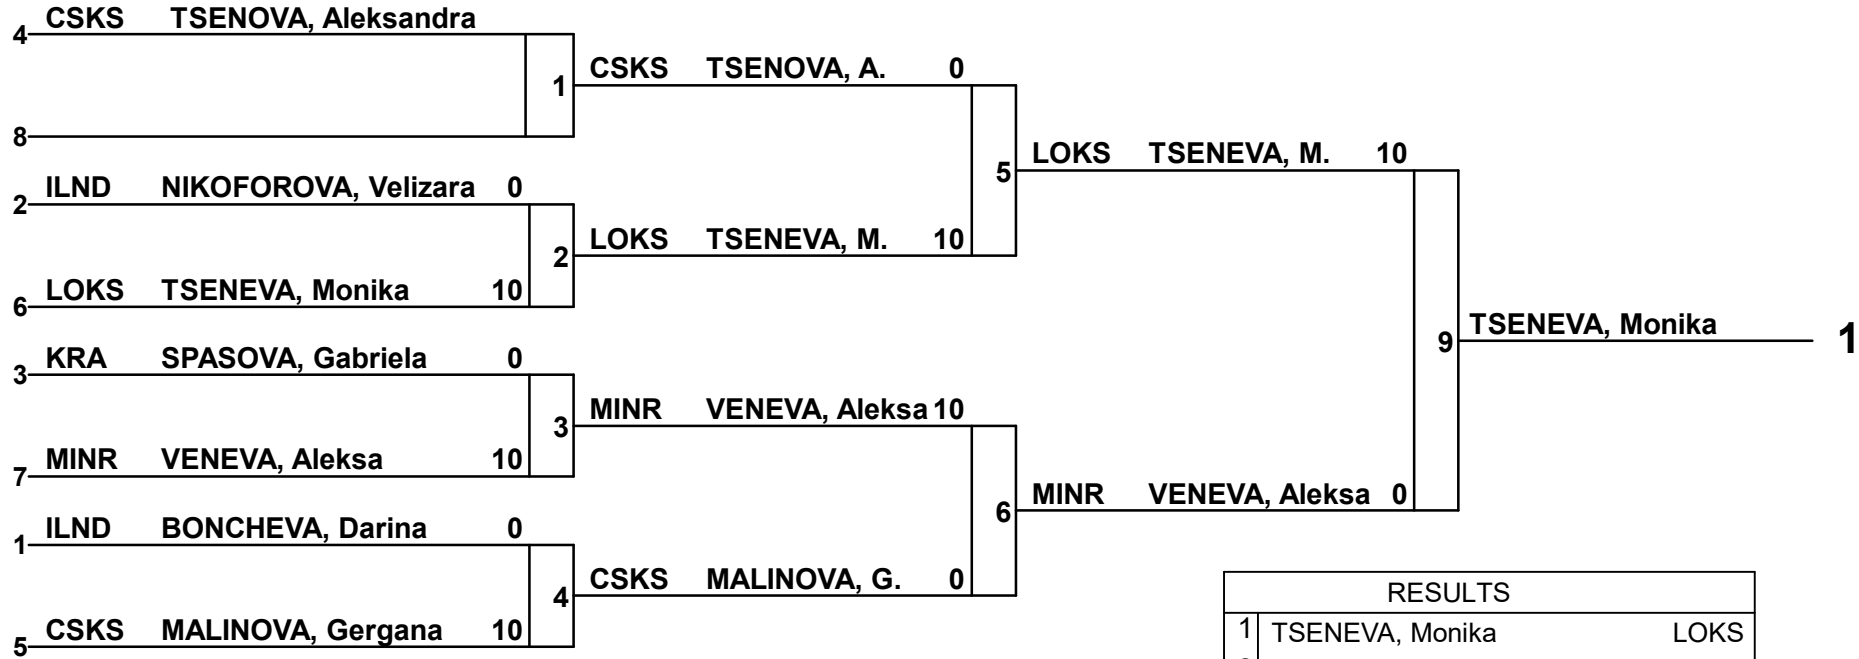 4 CSKS TSENOVA, Aleksandra
1 CSKS TSENOVA, A. 0
8
5 LOKS TSENEVA, M. 10
2 ILND NIKOFOROVA, Velizara 0
2 LOKS TSENEVA, M. 10
6 LOKS TSENEVA, Monika 10
9 TSENEVA, Monika 1
3 KRA SPASOVA, Gabriela 0
3 MINR VENEVA, Aleksa 10
7 MINR VENEVA, Aleksa 10
6 MINR VENEVA, Aleksa 0
1 ILND BONCHEVA, Darina 0
4 CSKS MALINOVA, G. 0
5 CSKS MALINOVA, Gergana 10
RESULTS
1 TSENEVA, Monika LOKS